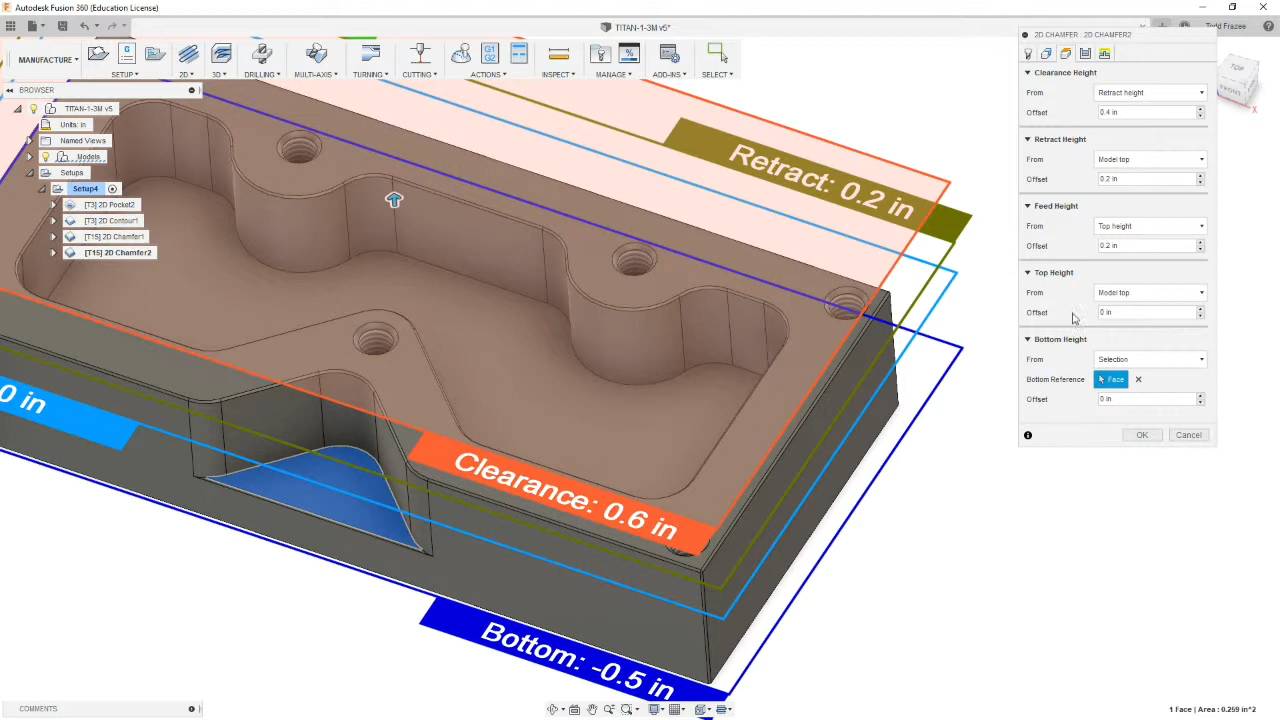 Autodesk Fusion 360 (Education License)
TITAN-1-3M v5*
Todd Frazee
MANUFACTURE
SETUP
2D
3D
DRILLING
MULTI-AXIS
TURNING
CUTTING
ACTIONS
INSPECT
MANAGE
ADD-INS
SELECT
G1
G2
BROWSER
TITAN-1-3M v5
Units: in
Named Views
Models
Setups
Setup4
[T3] 2D Pocket2
[T3] 2D Contour1
[T15] 2D Chamfer1
[T15] 2D Chamfer2
Retract: 0.2 in
Clearance: 0.6 in
0 in
Bottom: -0.5 in
TOP
FRONT
X
2D CHAMFER : 2D CHAMFER2
Clearance Height
From Retract height
Offset 0.4 in
Retract Height
From Model top
Offset 0.2 in
Feed Height
From Top height
Offset 0.2 in
Top Height
From Model top
Offset 0 in
Bottom Height
From Selection
Bottom Reference Face
Offset 0 in
OK Cancel
COMMENTS
1 Face | Area : 0.259 in^2